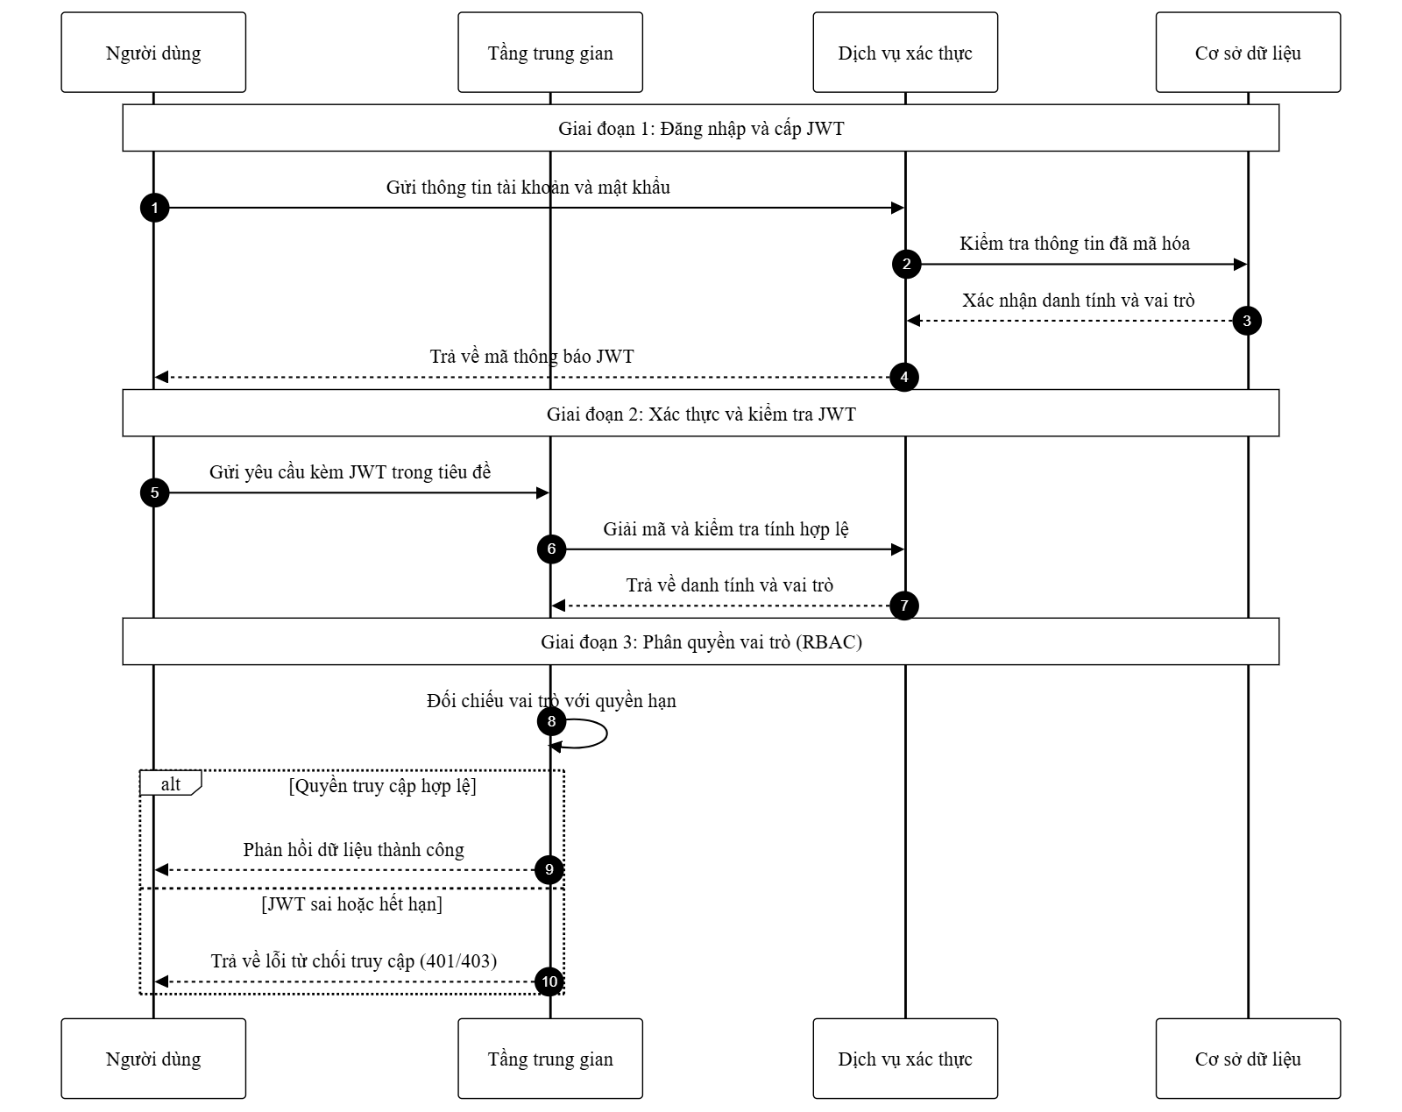 Người dùng
Tầng trung gian
Dịch vụ xác thực
Cơ sở dữ liệu
Giai đoạn 1: Đăng nhập và cấp JWT
Gửi thông tin tài khoản và mật khẩu
1
Kiểm tra thông tin đã mã hóa
2
Xác nhận danh tính và vai trò
3
Trả về mã thông báo JWT
4
Giai đoạn 2: Xác thực và kiểm tra JWT
Gửi yêu cầu kèm JWT trong tiêu đề
5
Giải mã và kiểm tra tính hợp lệ
6
Trả về danh tính và vai trò
7
Giai đoạn 3: Phân quyền vai trò (RBAC)
Đối chiếu vai trò với quyền hạn
8
alt
[Quyền truy cập hợp lệ]
Phản hồi dữ liệu thành công
9
[JWT sai hoặc hết hạn]
Trả về lỗi từ chối truy cập (401/403)
10
Người dùng
Tầng trung gian
Dịch vụ xác thực
Cơ sở dữ liệu